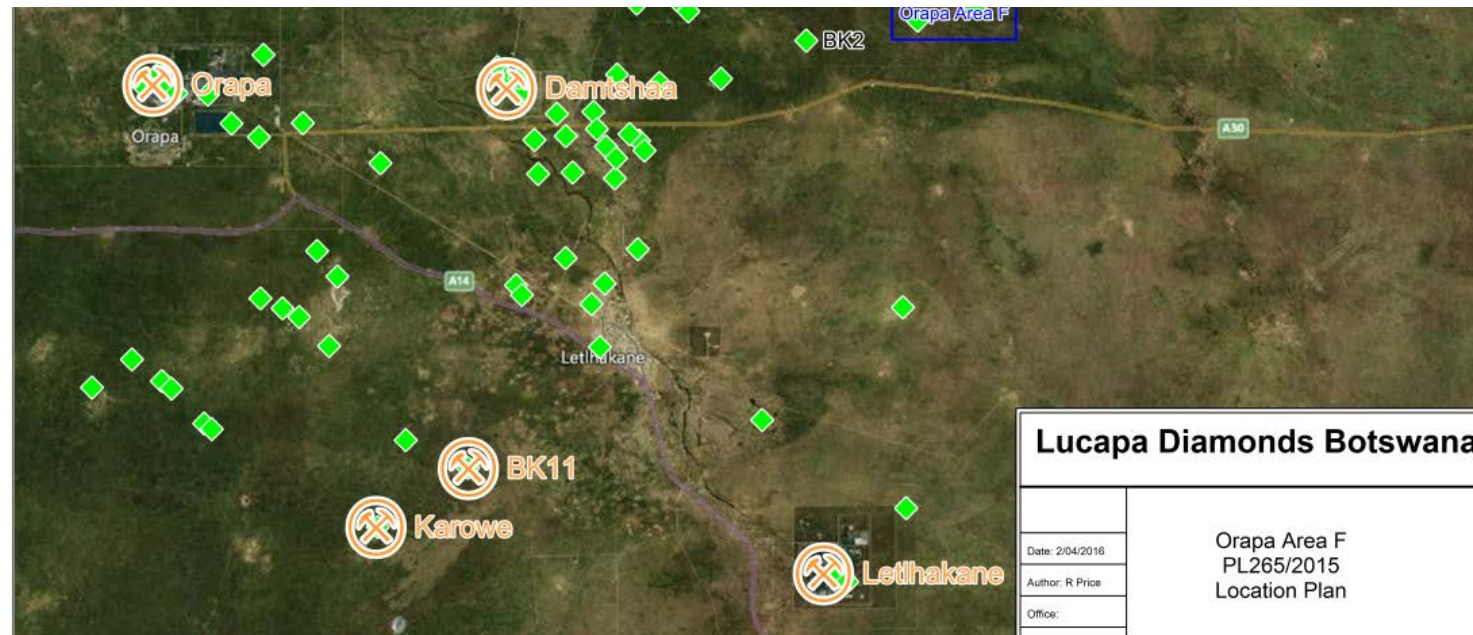 Orapa Area F
BK2
Orapa
Damtshaa
A30
Orapa
A14
Letlhakane
BK11
Karowe
Letlhakane
Lucapa Diamonds Botswana
Date: 2/04/2016
Author: R Price
Office:
Orapa Area F
PL265/2015
Location Plan